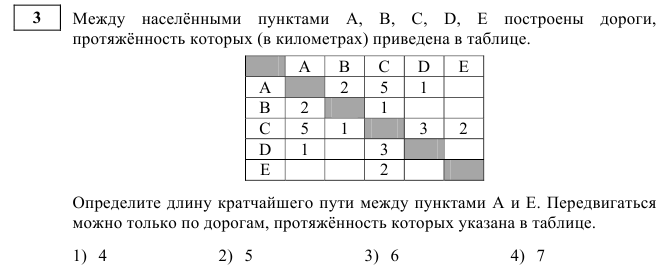 3 Между населёнными пунктами A, B, C, D, E построены дороги,
протяжённость которых (в километрах) приведена в таблице.
A B C D E
A 2 5 1
B 2 1
C 5 1 3 2
D 1 3
E 2
Определите длину кратчайшего пути между пунктами A и E. Передвигаться
можно только по дорогам, протяжённость которых указана в таблице.
1) 4 2) 5 3) 6 4) 7